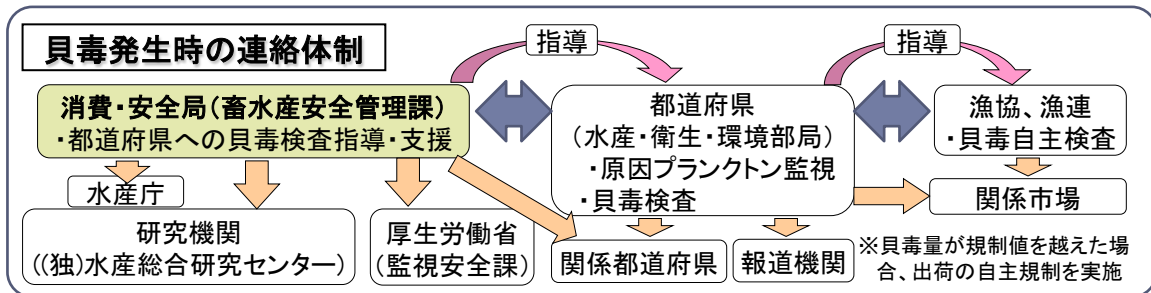 貝毒発生時の連絡体制
指導
指導
消費・安全局(畜水産安全管理課)
・都道府県への貝毒検査指導・支援
都道府県
(水産・衛生・環境部局)
・原因プランクトン監視
・貝毒検査
漁協、漁連
・貝毒自主検査
水産庁
研究機関
((独)水産総合研究センター)
厚生労働省
(監視安全課)
関係都道府県
報道機関
関係市場
※貝毒量が規制値を越えた場
合、出荷の自主規制を実施